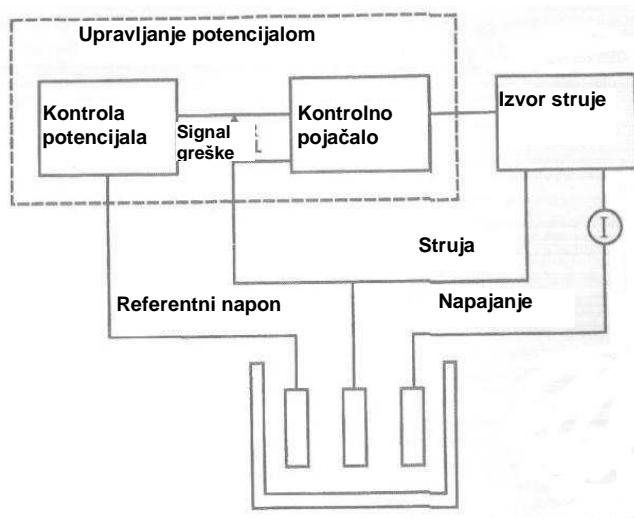 Upravljanje potencijalom
Kontrola
potencijala
Signal
greške
Kontrolno
pojačalo
Izvor struje
I
Struja
Referentni napon
Napajanje